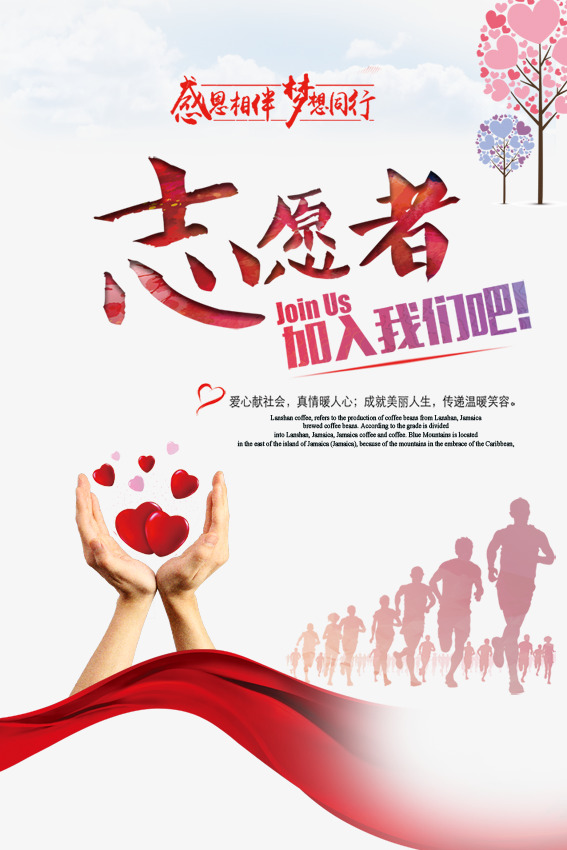 感恩相伴 梦想同行
志愿者
Join Us
加入我们吧!
爱心献社会，真情暖人心；成就美丽人生，传递温暖笑容。
Lanshan coffee, refers to the production of coffee beans from Lanshan, Jamaica
brewed coffee beans. According to the grade is divided
into Lanshan, Jamaica, Jamaica coffee and coffee. Blue Mountains is located
in the east of the island of Jamaica (Jamaica), because of the mountains in the embrace of the Caribbean,